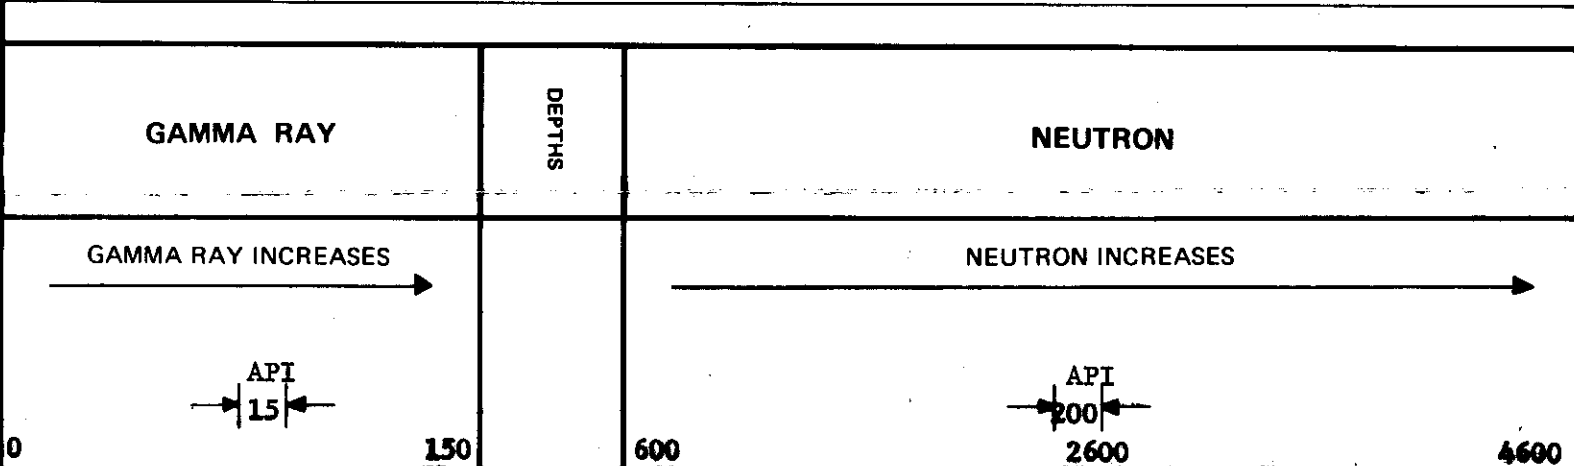 GAMMA RAY
DEPTHS
NEUTRON
GAMMA RAY INCREASES
NEUTRON INCREASES
API
15
API
200
0 150 600 2600 4600